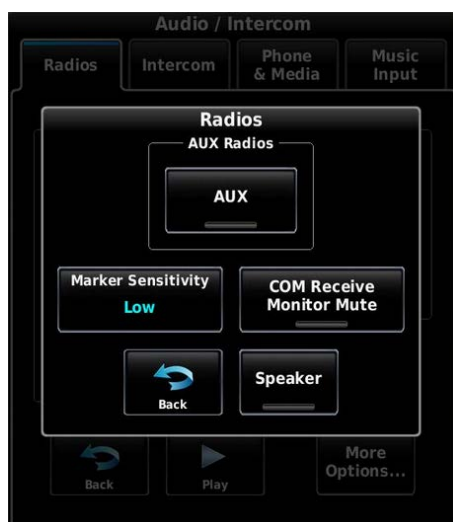 Audio / Intercom
Radios
Intercom
Phone
& Media
Music
Input
Radios
AUX Radios
AUX
Marker Sensitivity
Low
COM Receive
Monitor Mute
Back
Speaker
Back
Play
More
Options...